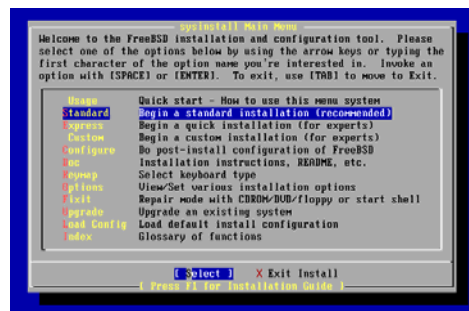 sysinstall Main Menu
Welcome to the FreeBSD installation and configuration tool.  Please
select one of the options below by using the arrow keys or typing the
first character of the option name you're interested in.  Invoke an
option with [SPACE] or [ENTER].  To exit, use [TAB] to move to Exit.
Usage Quick start - How to use this menu system
Standard Begin a standard installation (recommended)
Express Begin a quick installation (for experts)
Custom Begin a custom installation (for experts)
Configure Do post-install configuration of FreeBSD
Doc Installation instructions, README, etc.
Keymap Select keyboard type
Options View/Set various installation options
Fixit Repair mode with CDROM/DVD/floppy or start shell
Upgrade Upgrade an existing system
Load Config Load default install configuration
Index Glossary of functions
[ Select ] X Exit Install
[ Press F1 for Installation Guide ]